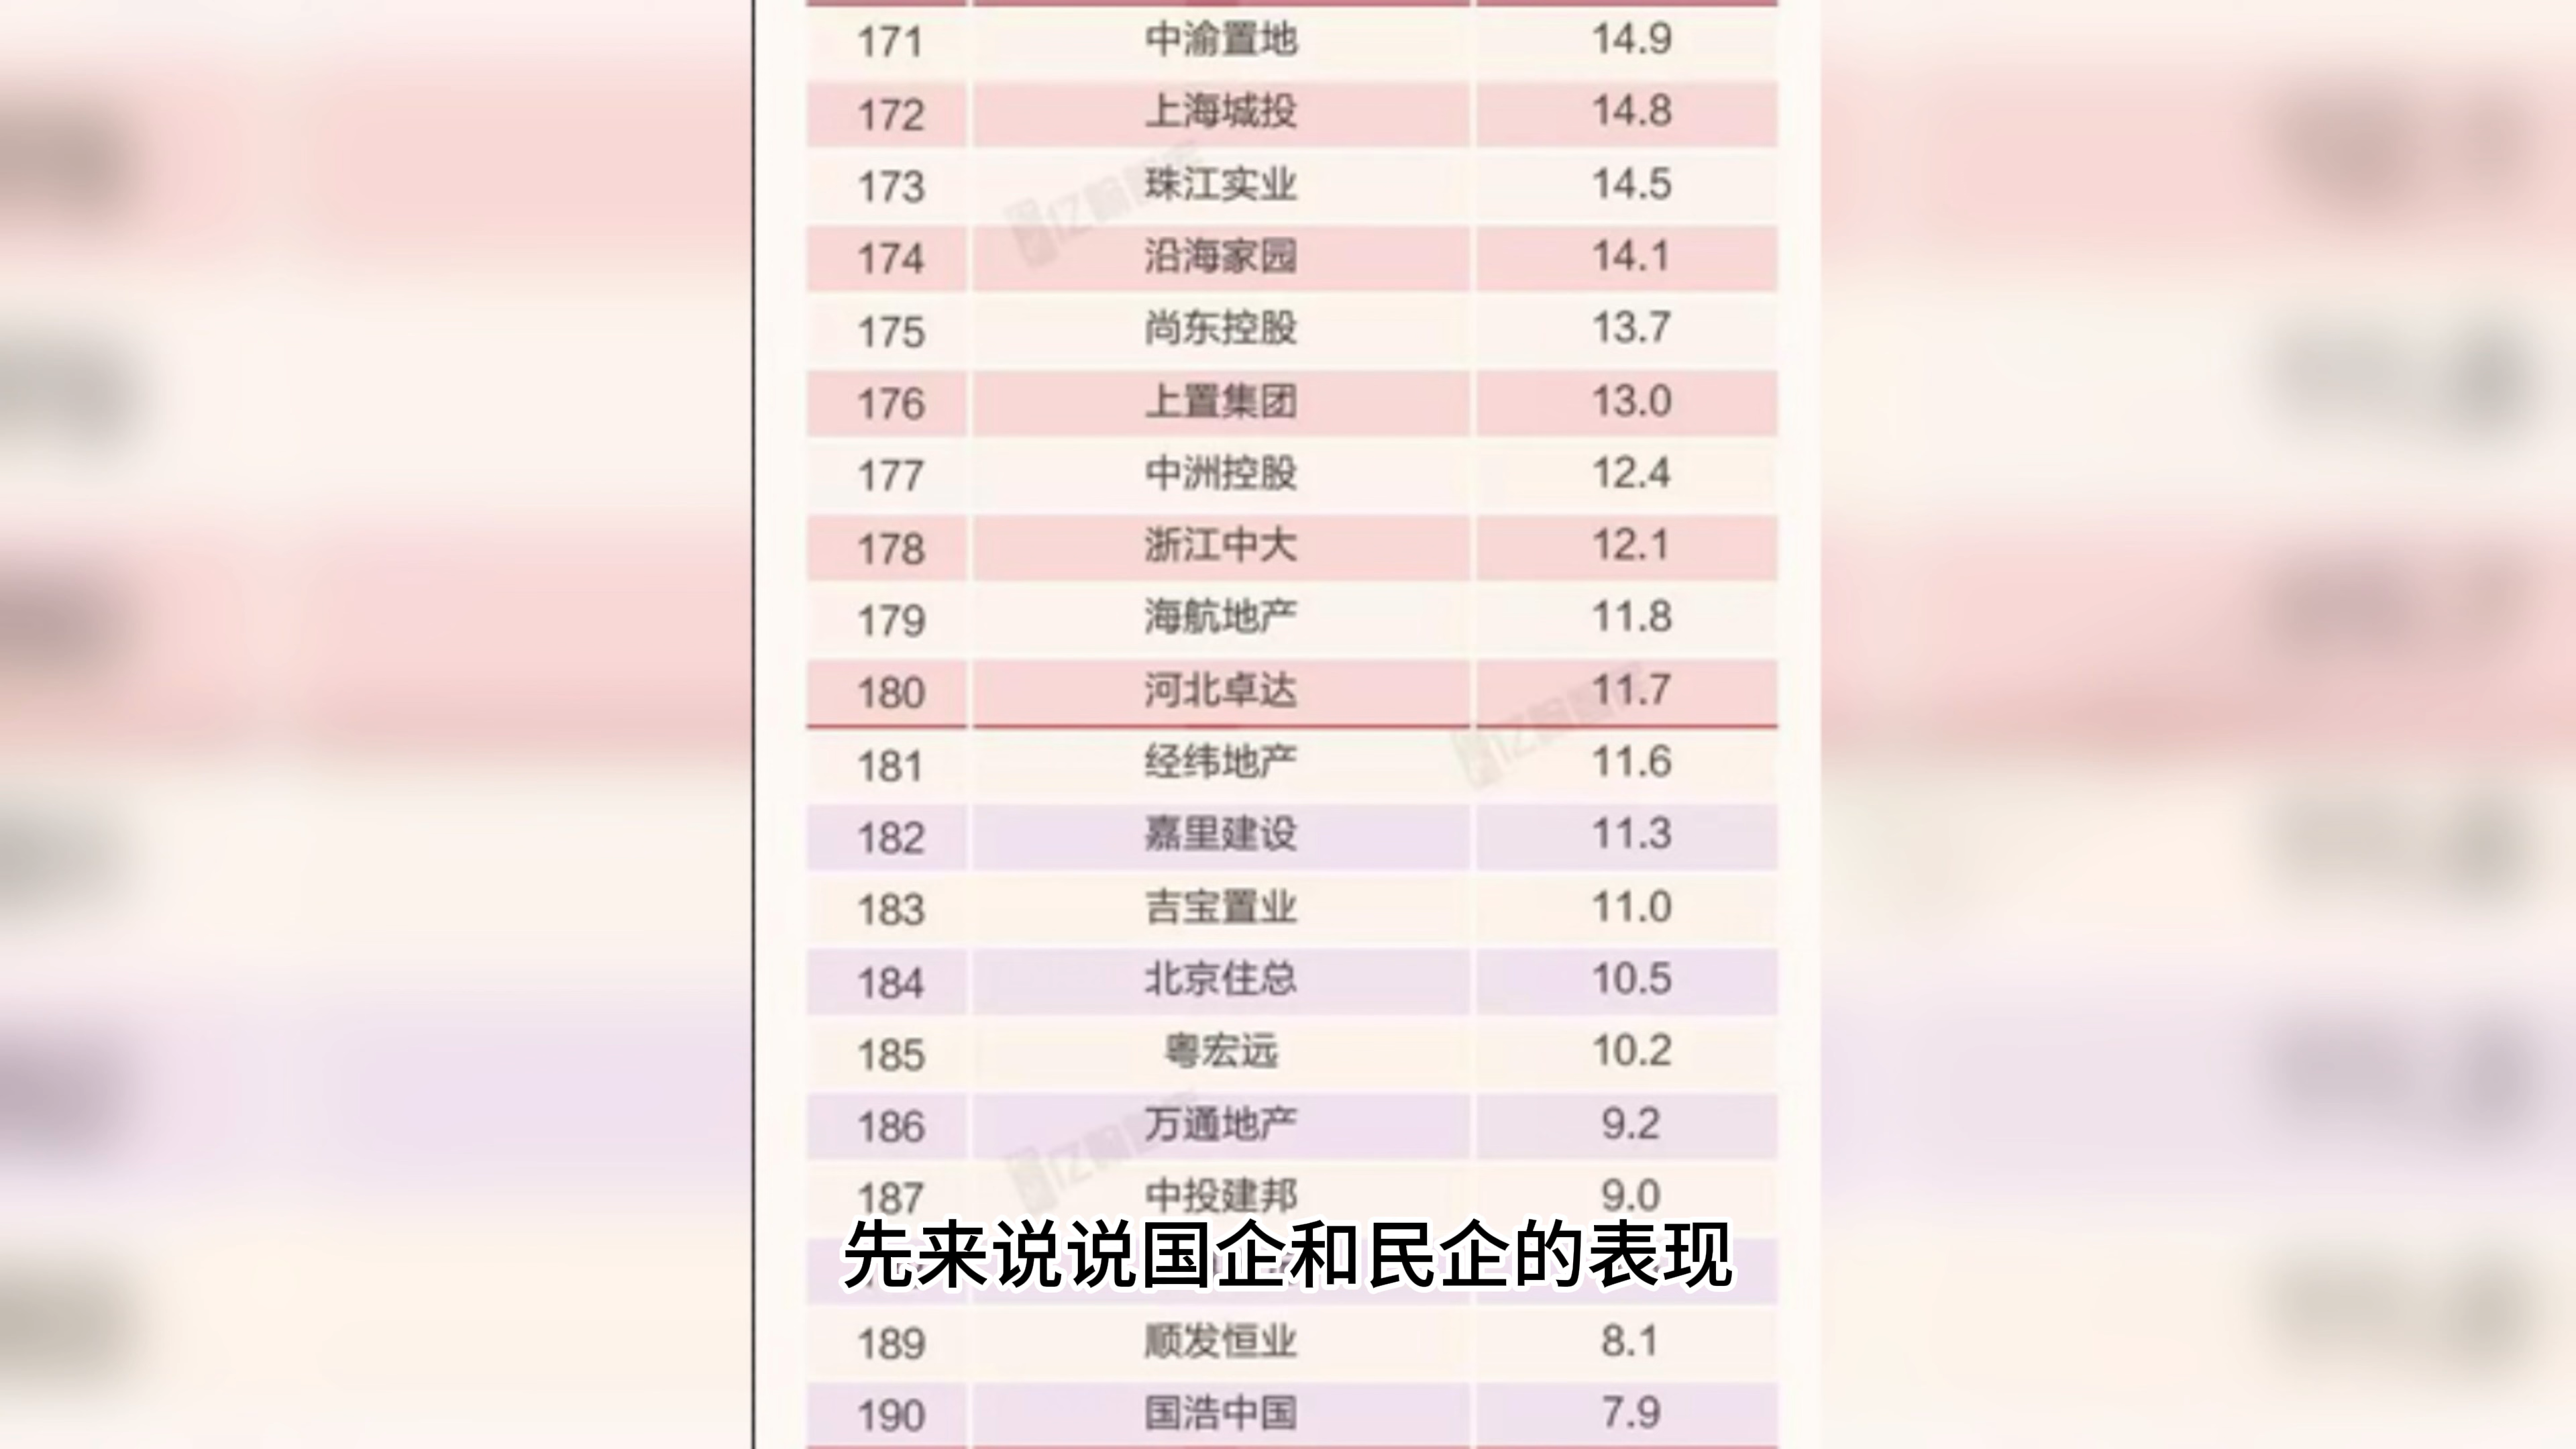 171 中渝置地 14.9
172 上海城投 14.8
173 珠江实业 14.5
174 沿海家园 14.1
175 尚东控股 13.7
176 上置集团 13.0
177 中洲控股 12.4
178 浙江中大 12.1
179 海航地产 11.8
180 河北卓达 11.7
181 经纬地产 11.6
182 嘉里建设 11.3
183 吉宝置业 11.0
184 北京住总 10.5
185 粤宏远 10.2
186 万通地产 9.2
187 中投建邦 9.0
先来说说国企和民企的表现
189 顺发恒业 8.1
190 国浩中国 7.9